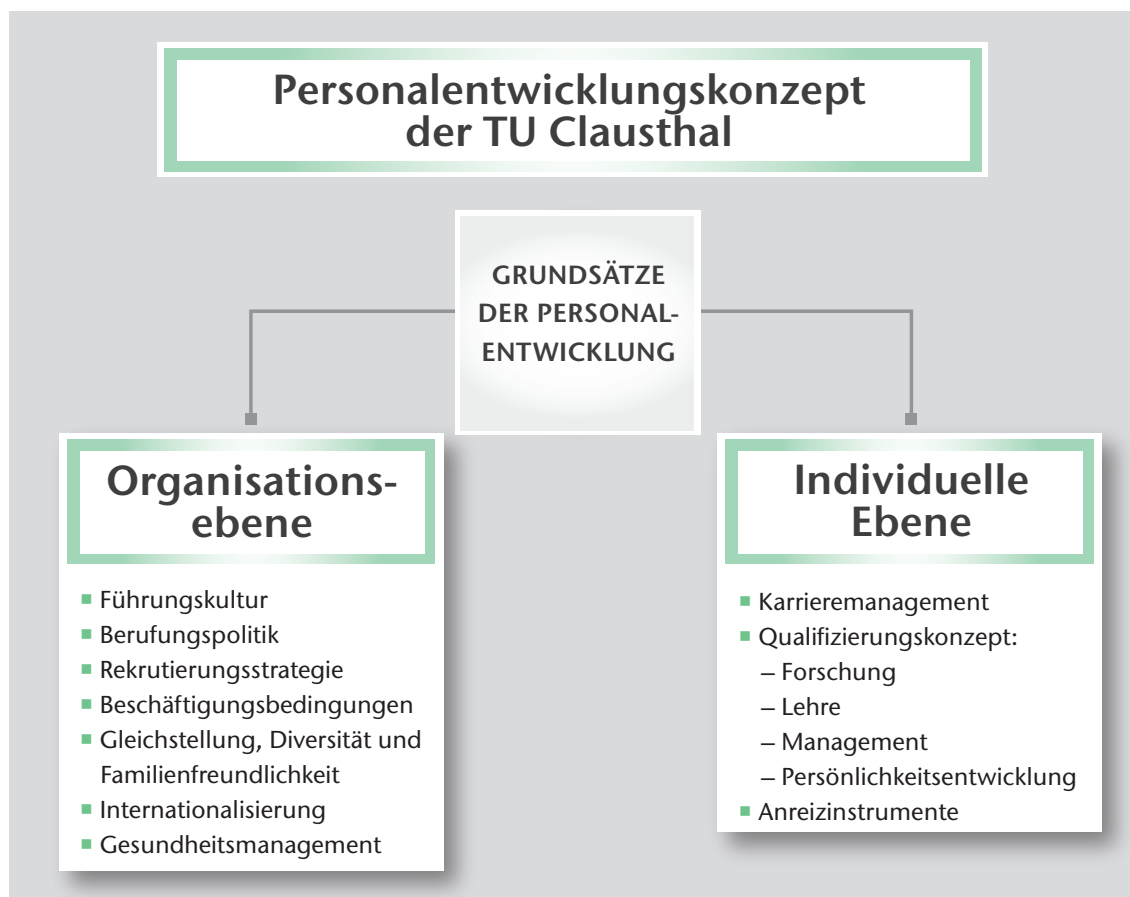 Personalentwicklungskonzept
der TU Clausthal
GRUNDSÄTZE
DER PERSONAL-
ENTWICKLUNG
Organisations-
ebene
▪ Führungskultur
▪ Berufungspolitik
▪ Rekrutierungsstrategie
▪ Beschäftigungsbedingungen
▪ Gleichstellung, Diversität und
Familienfreundlichkeit
▪ Internationalisierung
▪ Gesundheitsmanagement
Individuelle
Ebene
▪ Karrieremanagement
▪ Qualifizierungskonzept:
– Forschung
– Lehre
– Management
– Persönlichkeitsentwicklung
▪ Anreizinstrumente